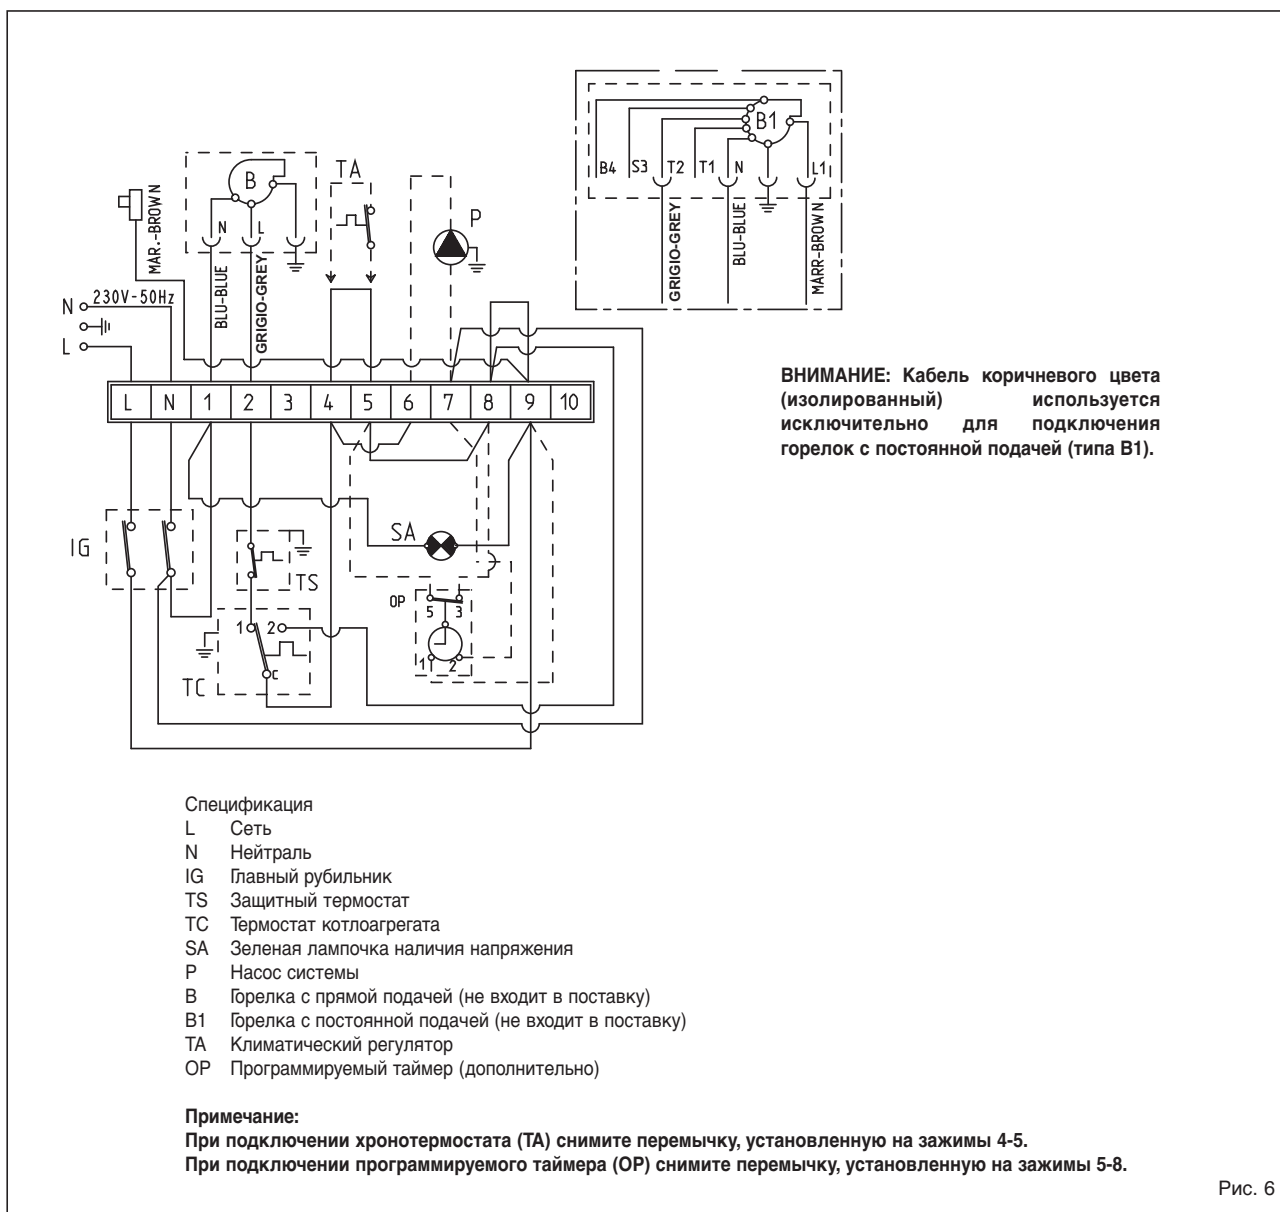 B1
B4 S3 T2 T1 N L1
GRIGIO-GREY
BLU-BLUE
MARR-BROWN
B
TA
P
MAR.-BROWN
N L
BLU-BLUE
GRIGIO-GREY
N 230V-50Hz
L
L N 1 2 3 4 5 6 7 8 9 10
ВНИМАНИЕ: Кабель коричневого цвета
(изолированный) используется
исключительно для подключения
горелок с постоянной подачей (типа B1).
IG
TS
SA
OP
5 3
1 2
1 2
C
TC
Спецификация
L Сеть
N Нейтраль
IG Главный рубильник
TS Защитный термостат
TC Термостат котлоагрегата
SA Зеленая лампочка наличия напряжения
P Насос системы
B Горелка с прямой подачей (не входит в поставку)
B1 Горелка с постоянной подачей (не входит в поставку)
TA Климатический регулятор
OP Программируемый таймер (дополнительно)
Примечание:
При подключении хронотермостата (TA) снимите перемычку, установленную на зажимы 4-5.
При подключении программируемого таймера (OP) снимите перемычку, установленную на зажимы 5-8.
Рис. 6